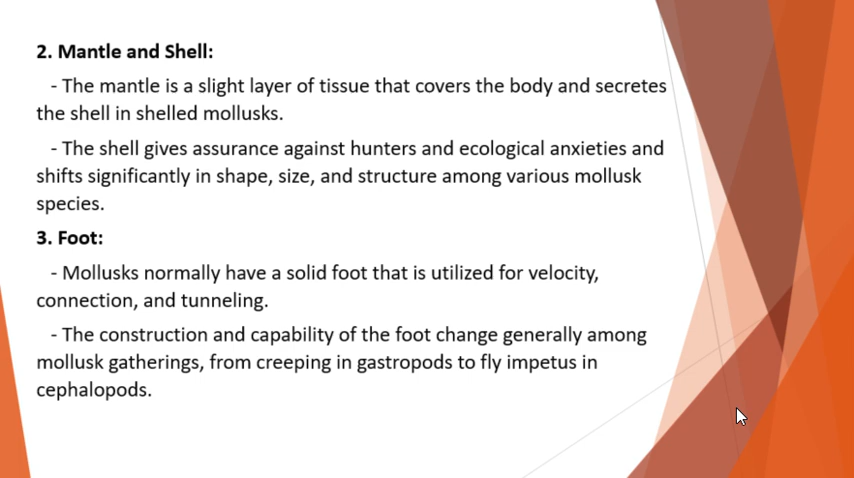 2. Mantle and Shell:
- The mantle is a slight layer of tissue that covers the body and secretes
the shell in shelled mollusks.
- The shell gives assurance against hunters and ecological anxieties and
shifts significantly in shape, size, and structure among various mollusk
species.
3. Foot:
- Mollusks normally have a solid foot that is utilized for velocity,
connection, and tunneling.
- The construction and capability of the foot change generally among
mollusk gatherings, from creeping in gastropods to fly impetus in
cephalopods.